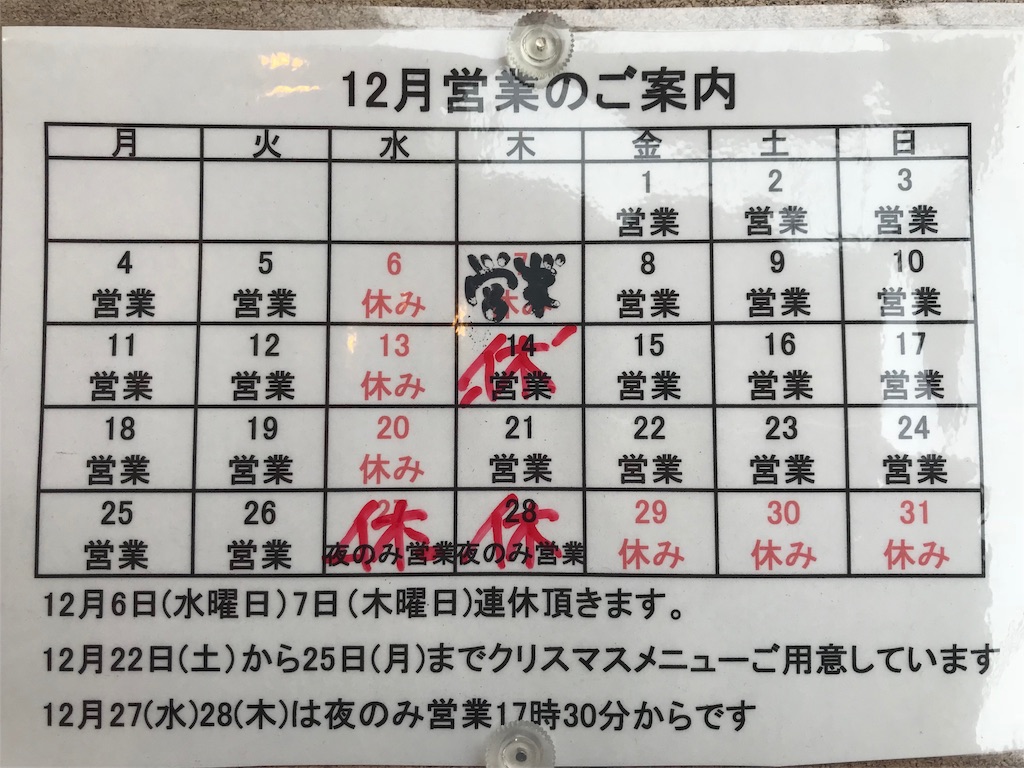 12月営業のご案内
月 火 水 木 金 土 日
1 2 3
営業 営業 営業
4 5 6 7 8 9 10
営業 営業 休み 休み 営業 営業 営業 営業
11 12 13 14 15 16 17
営業 営業 休み 営業 休 営業 営業 営業
18 19 20 21 22 23 24
営業 営業 休み 営業 営業 営業 営業
25 26 27 28 29 30 31
営業 営業 夜のみ営業 休 夜のみ営業 休 休み 休み 休み
12月6日(水曜日)7日(木曜日)連休頂きます。
12月22日(土)から25日(月)までクリスマスメニューご用意しています
12月27(水)28(木)は夜のみ営業17時30分からです